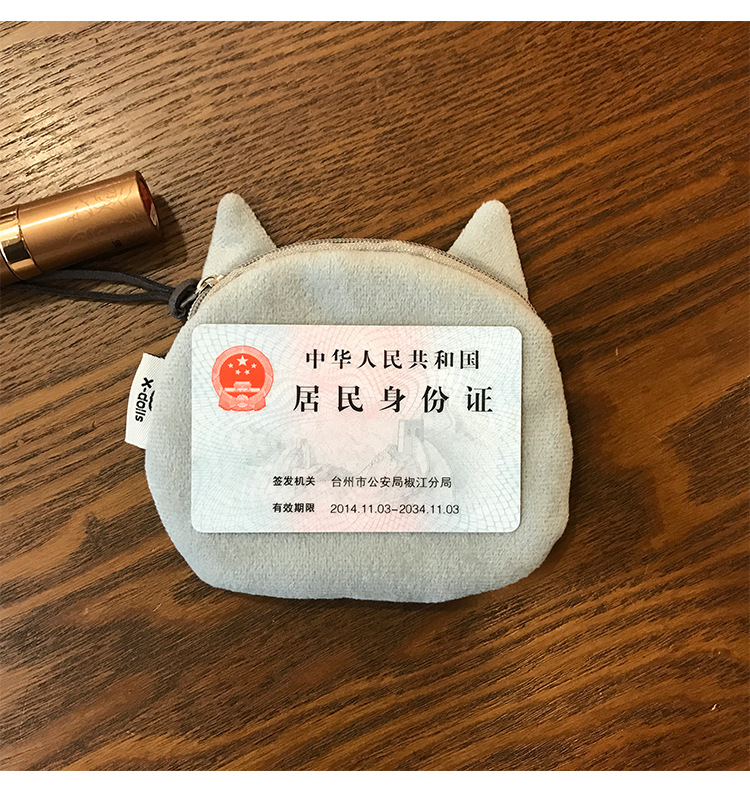 中华人民共和国
居民身份证
签发机关 台州市公安局椒江分局
有效期限 2014.11.03-2034.11.03
X-dolls